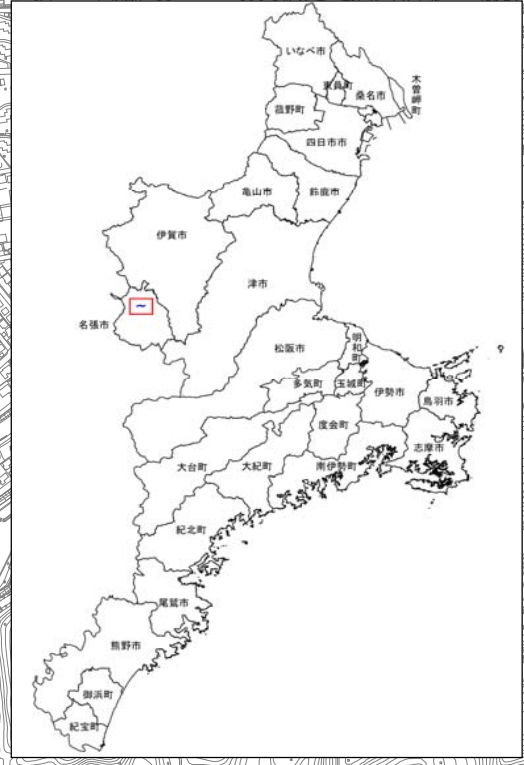 いなべ市
東員町
桑名市
木曽岬町
菰野町
四日市市
亀山市
鈴鹿市
伊賀市
津市
名張市
松阪市
明和町
多気町
玉城町
伊勢市
鳥羽市
度会町
志摩市
大台町
大紀町
南伊勢町
紀北町
尾鷲市
熊野市
御浜町
紀宝町